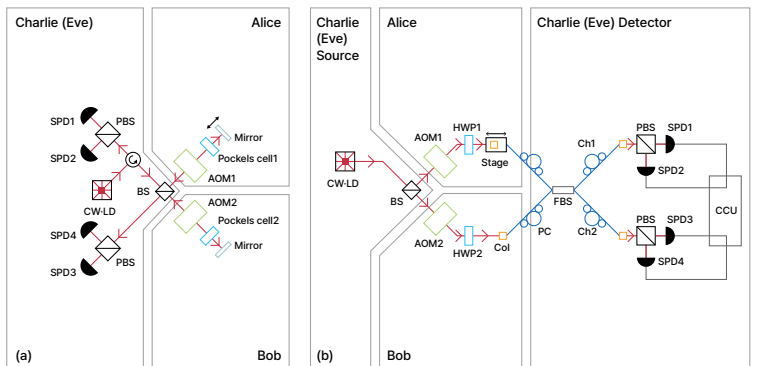 Charlie (Eve)
Alice
SPD1
PBS
SPD2
Mirror
Pockels cell1
AOM1
BS
CW-LD
AOM2
Pockels cell2
Mirror
SPD4
SPD3
PBS
(a)
Bob
Charlie
(Eve)
Source
Alice
Charlie (Eve) Detector
HWP1
AOM1
Stage
CW-LD
BS
AOM2
HWP2
Col
PC
FBS
Ch1
Ch2
PBS
SPD1
SPD2
CCU
PBS
SPD3
SPD4
(b)
Bob